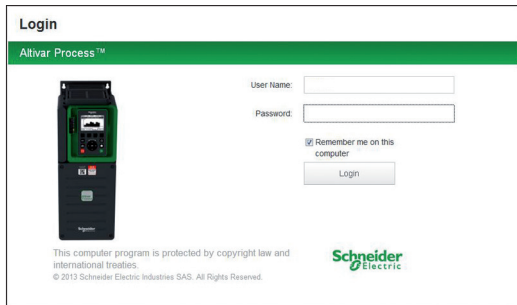 Login
Altivar Process™
User Name:
Password:
Remember me on this
computer
Login
This computer program is protected by copyright law and
international treaties.
© 2013 Schneider Electric Industries SAS. All Rights Reserved.
Schneider
Electric